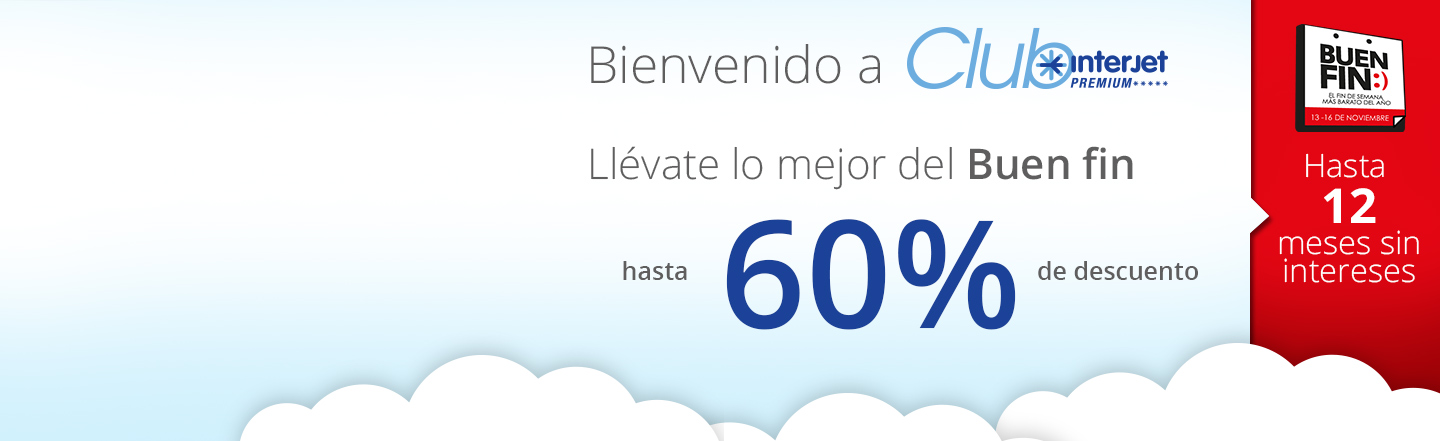 Bienvenido a Club interjet
PREMIUM*****
Llévate lo mejor del Buen fin
hasta 60% de descuento
BUEN
FIN:)
EL FIN DE SEMANA
MÁS BARATO DEL AÑO
13 -16 DE NOVIEMBRE
Hasta
12
meses sin
intereses